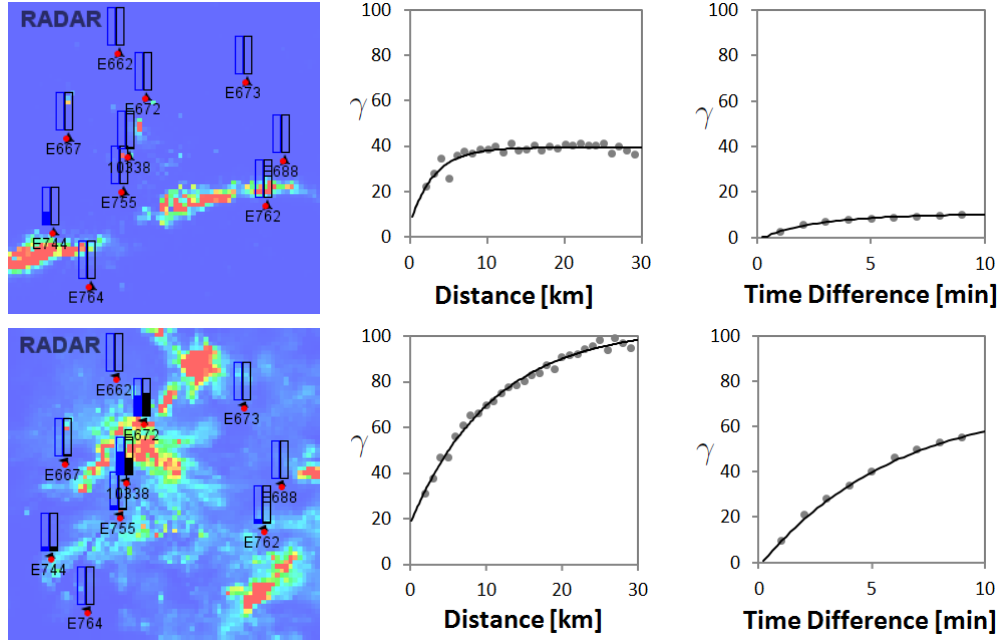 RADAR
E662
E673
E672
E667
10338
E688
E755
E762
E744
E764
100
80
60
40
20
0
γ
0 10 20 30
Distance [km]
100
80
60
40
20
0
γ
0 5 10
Time Difference [min]
RADAR
E662
E673
E672
E667
10338
E688
E755
E762
E744
E764
100
80
60
40
20
0
γ
0 10 20 30
Distance [km]
100
80
60
40
20
0
γ
0 5 10
Time Difference [min]